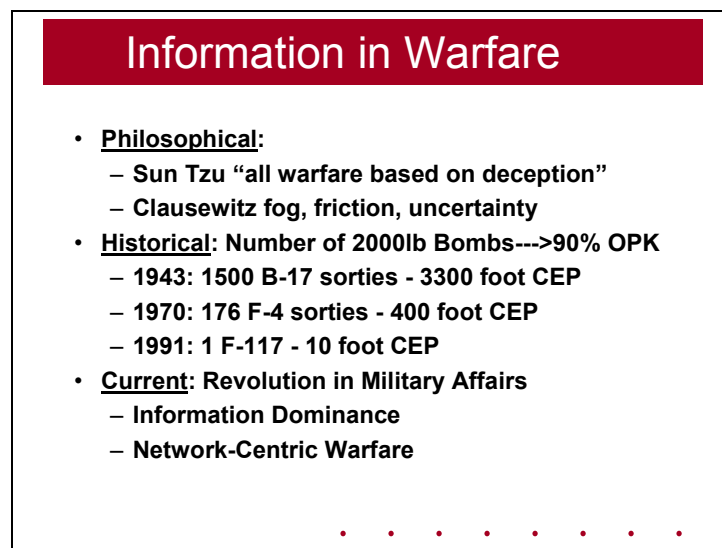 Information in Warfare
• Philosophical:
– Sun Tzu “all warfare based on deception”
– Clausewitz fog, friction, uncertainty
• Historical: Number of 2000lb Bombs--->90% OPK
– 1943: 1500 B-17 sorties - 3300 foot CEP
– 1970: 176 F-4 sorties - 400 foot CEP
– 1991: 1 F-117 - 10 foot CEP
• Current: Revolution in Military Affairs
– Information Dominance
– Network-Centric Warfare